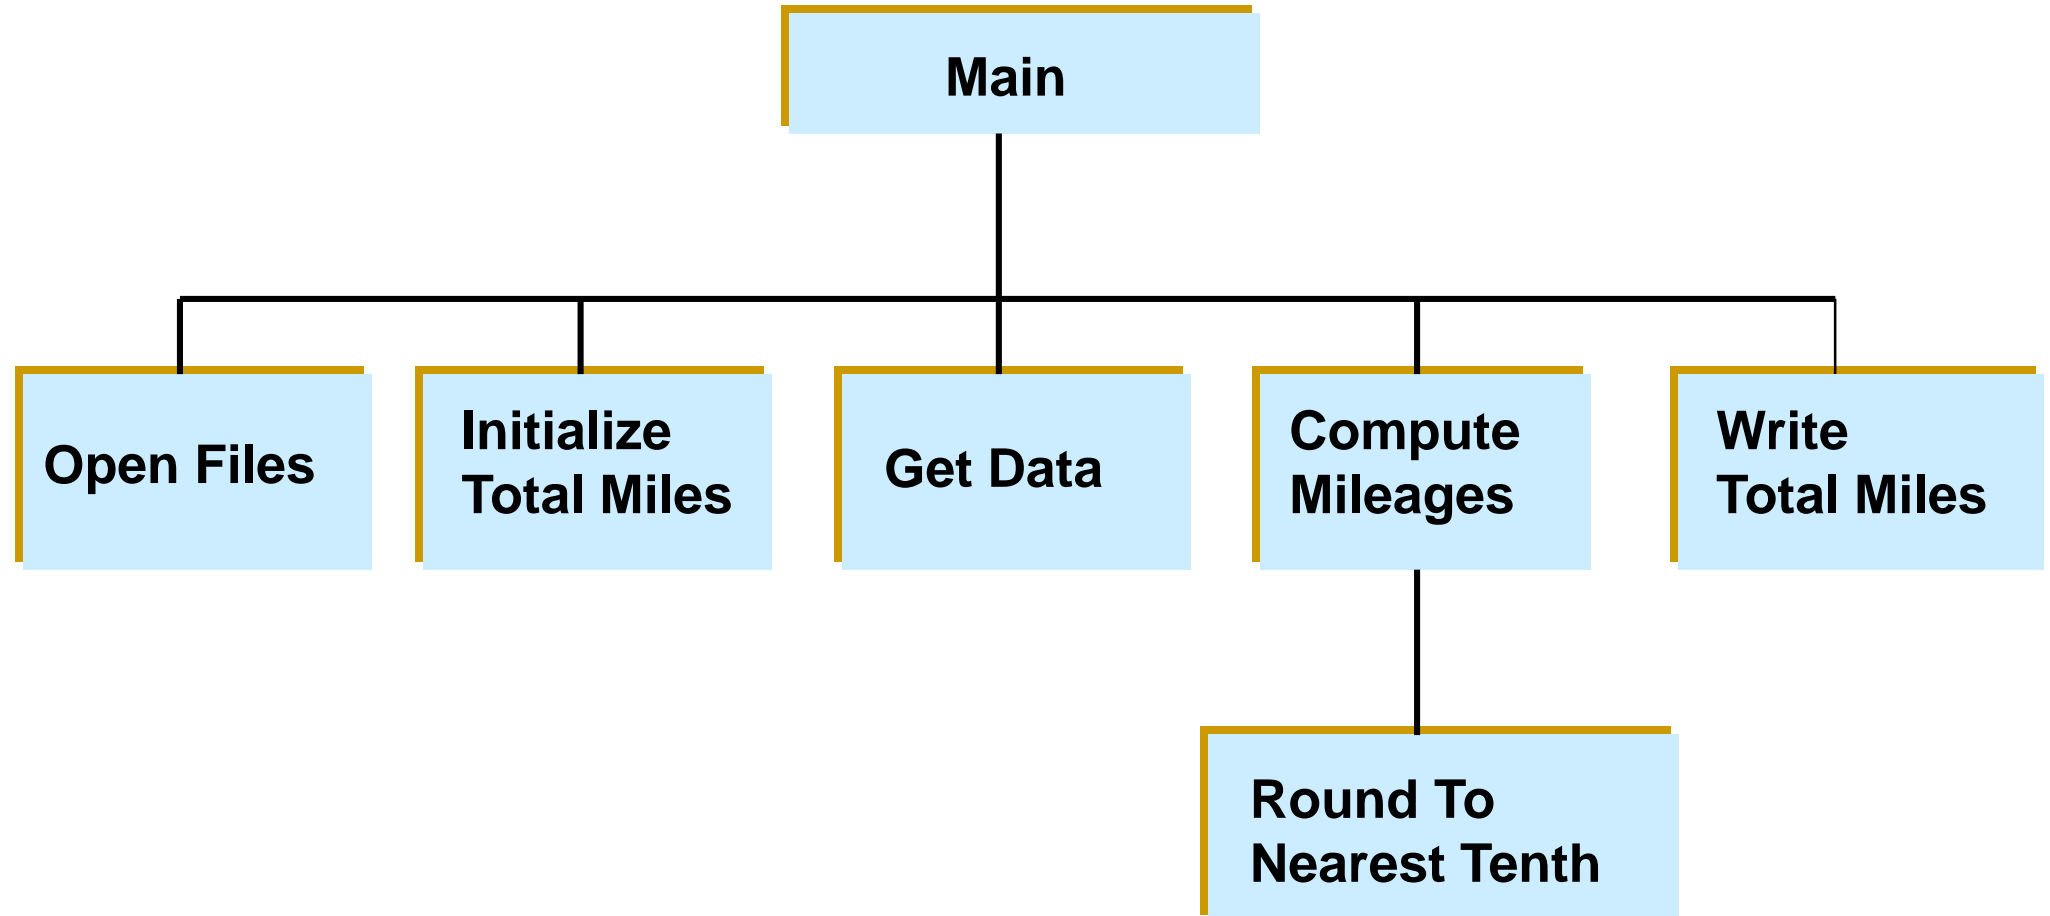 Main
Open Files
Initialize
Total Miles
Get Data
Compute
Mileages
Write
Total Miles
Round To
Nearest Tenth